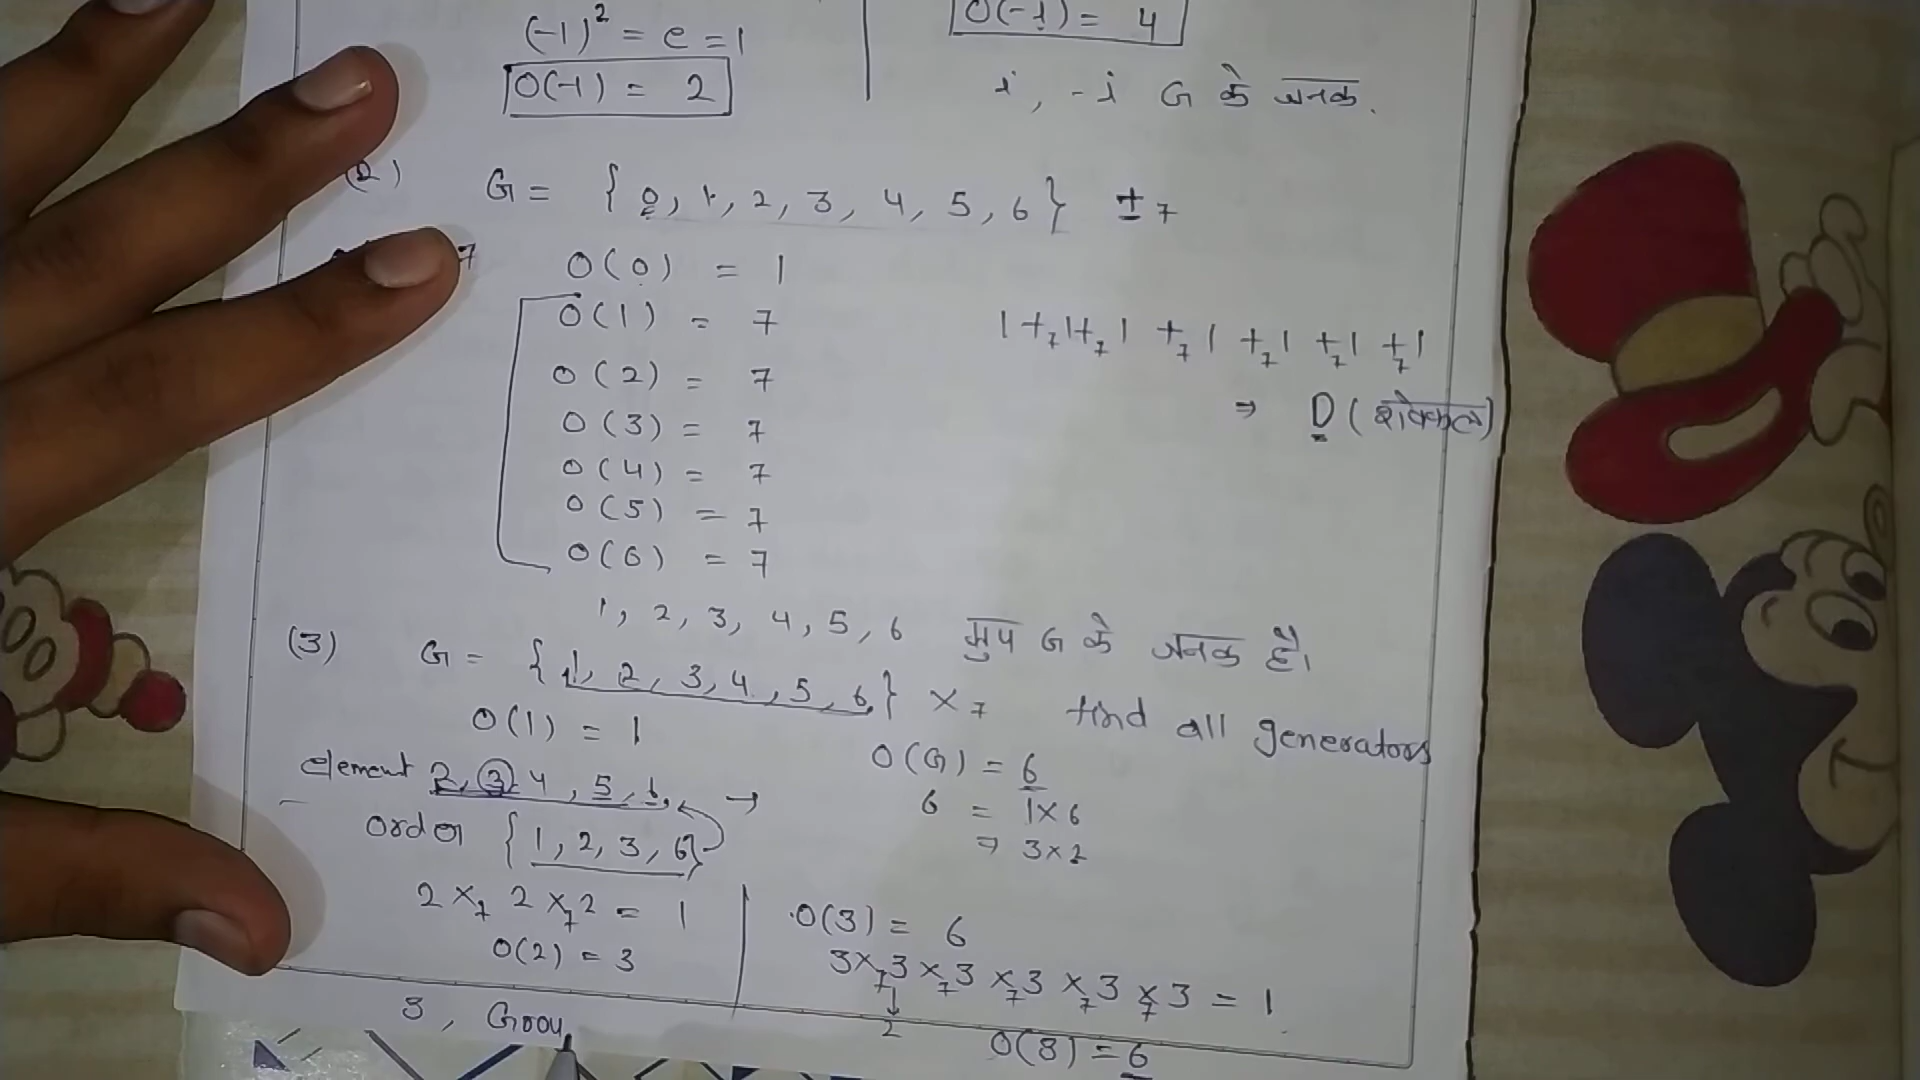 (-1)² = e = 1
O(-1) = 2
O(-i) = 4
i, -i G के जनक.
(2) G = { 0, 1, 2, 3, 4, 5, 6 } +7
O(0) = 1
O(1) = 7
O(2) = 7
O(3) = 7
O(4) = 7
O(5) = 7
O(6) = 7
1 +7 1 +7 1 +7 1 +7 1 +7 1 +7 1
⇒ 0
1, 2, 3, 4, 5, 6 ग्रुप G के जनक है।
(3) G = { 1, 2, 3, 4, 5, 6 } ×7 find all generators
O(1) = 1
element 2, 3 4, 5, 6, →
order { 1, 2, 3, 6 }
O(G) = 6
6 = 1×6
⇒ 3×2
2 ×7 2 ×7 2 = 1
O(2) = 3
O(3) = 6
3 ×7 3 ×7 3 ×7 3 ×7 3 ×7 3 = 1
↓
2
O(3) = 6
3, Grou